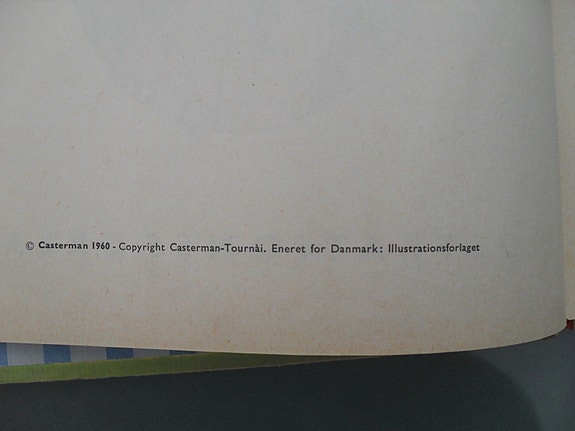 © Casterman 1960 - Copyright Casterman-Tournài. Eneret for Danmark: Illustrationsforlaget